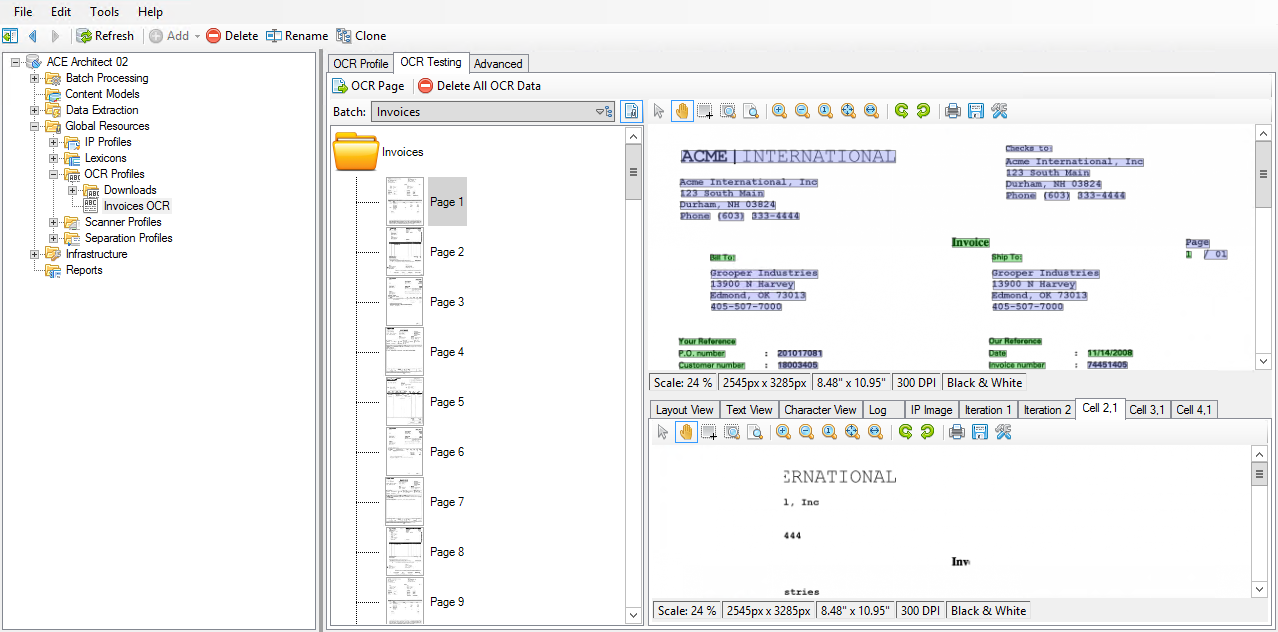 File Edit Tools Help
Refresh Add Delete Rename Clone
ACE Architect 02
Batch Processing
Content Models
Data Extraction
Global Resources
IP Profiles
Lexicons
OCR Profiles
Downloads
Invoices OCR
Scanner Profiles
Separation Profiles
Infrastructure
Reports
OCR Profile OCR Testing Advanced
OCR Page Delete All OCR Data
Batch: Invoices
Invoices
Page 1
Page 2
Page 3
Page 4
Page 5
Page 6
Page 7
Page 8
Page 9
ACME | INTERNATIONAL
Acme International, Inc
123 South Main
Durham, NH 03824
Phone (603) 333-4444
Checks to:
Acme International, Inc
123 South Main
Durham, NH 03824
Phone (603) 333-4444
Invoice
Page
1 / 01
Bill To:
Grooper Industries
13900 N Harvey
Edmond, OK 73013
405-507-7000
Ship To:
Grooper Industries
13900 N Harvey
Edmond, OK 73013
405-507-7000
Your Reference
P.O. number : 201017081
Customer number : 18003405
Our Reference
Date : 11/14/2008
Invoice number : 74451405
Scale: 24 % 2545px x 3285px 8.48" x 10.95" 300 DPI Black & White
Layout View Text View Character View Log IP Image Iteration 1 Iteration 2 Cell 2,1 Cell 3,1 Cell 4,1
ERNATIONAL
l, Inc
444
Inv
stries
Scale: 24 % 2545px x 3285px 8.48" x 10.95" 300 DPI Black & White